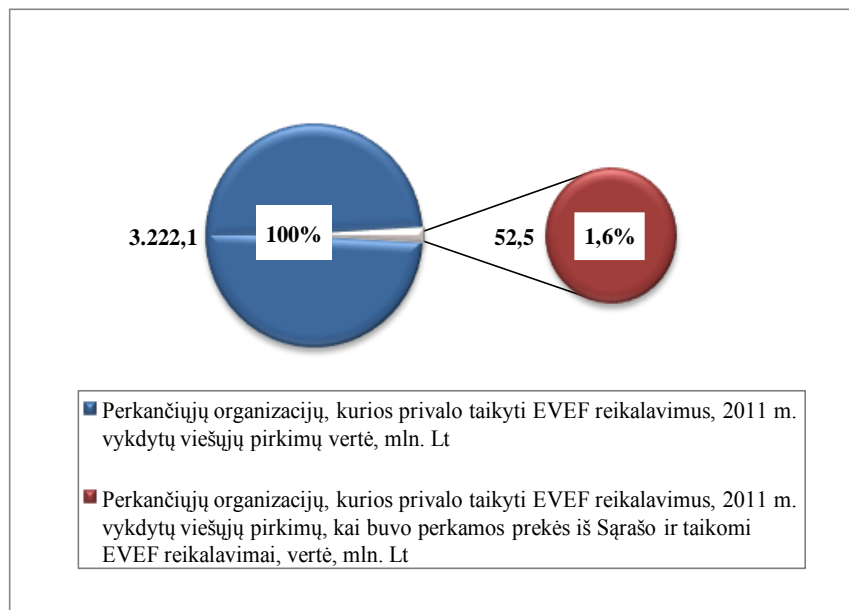 3.222,1
100%
52,5
1,6%
Perkančiųjų organizacijų, kurios privalo taikyti EVEF reikalavimus, 2011 m.
vykdytų viešųjų pirkimų vertė, mln. Lt
Perkančiųjų organizacijų, kurios privalo taikyti EVEF reikalavimus, 2011 m.
vykdytų viešųjų pirkimų, kai buvo perkamos prekės iš Sąrašo ir taikomi
EVEF reikalavimai, vertė, mln. Lt